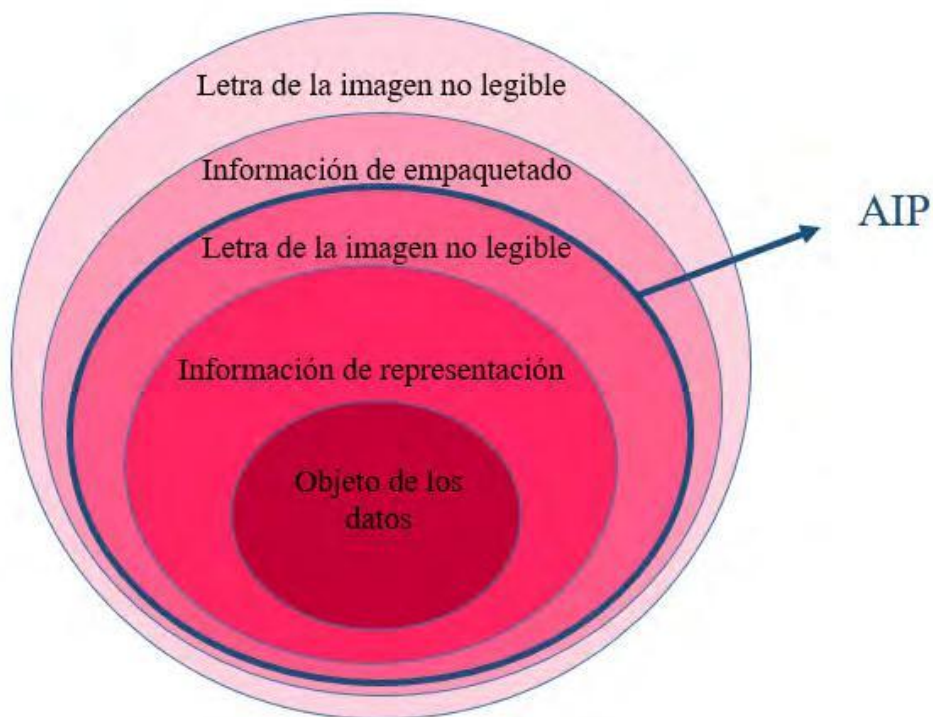 Letra de la imagen no legible
Información de empaquetado
AIP
Letra de la imagen no legible
Información de representación
Objeto de los
datos